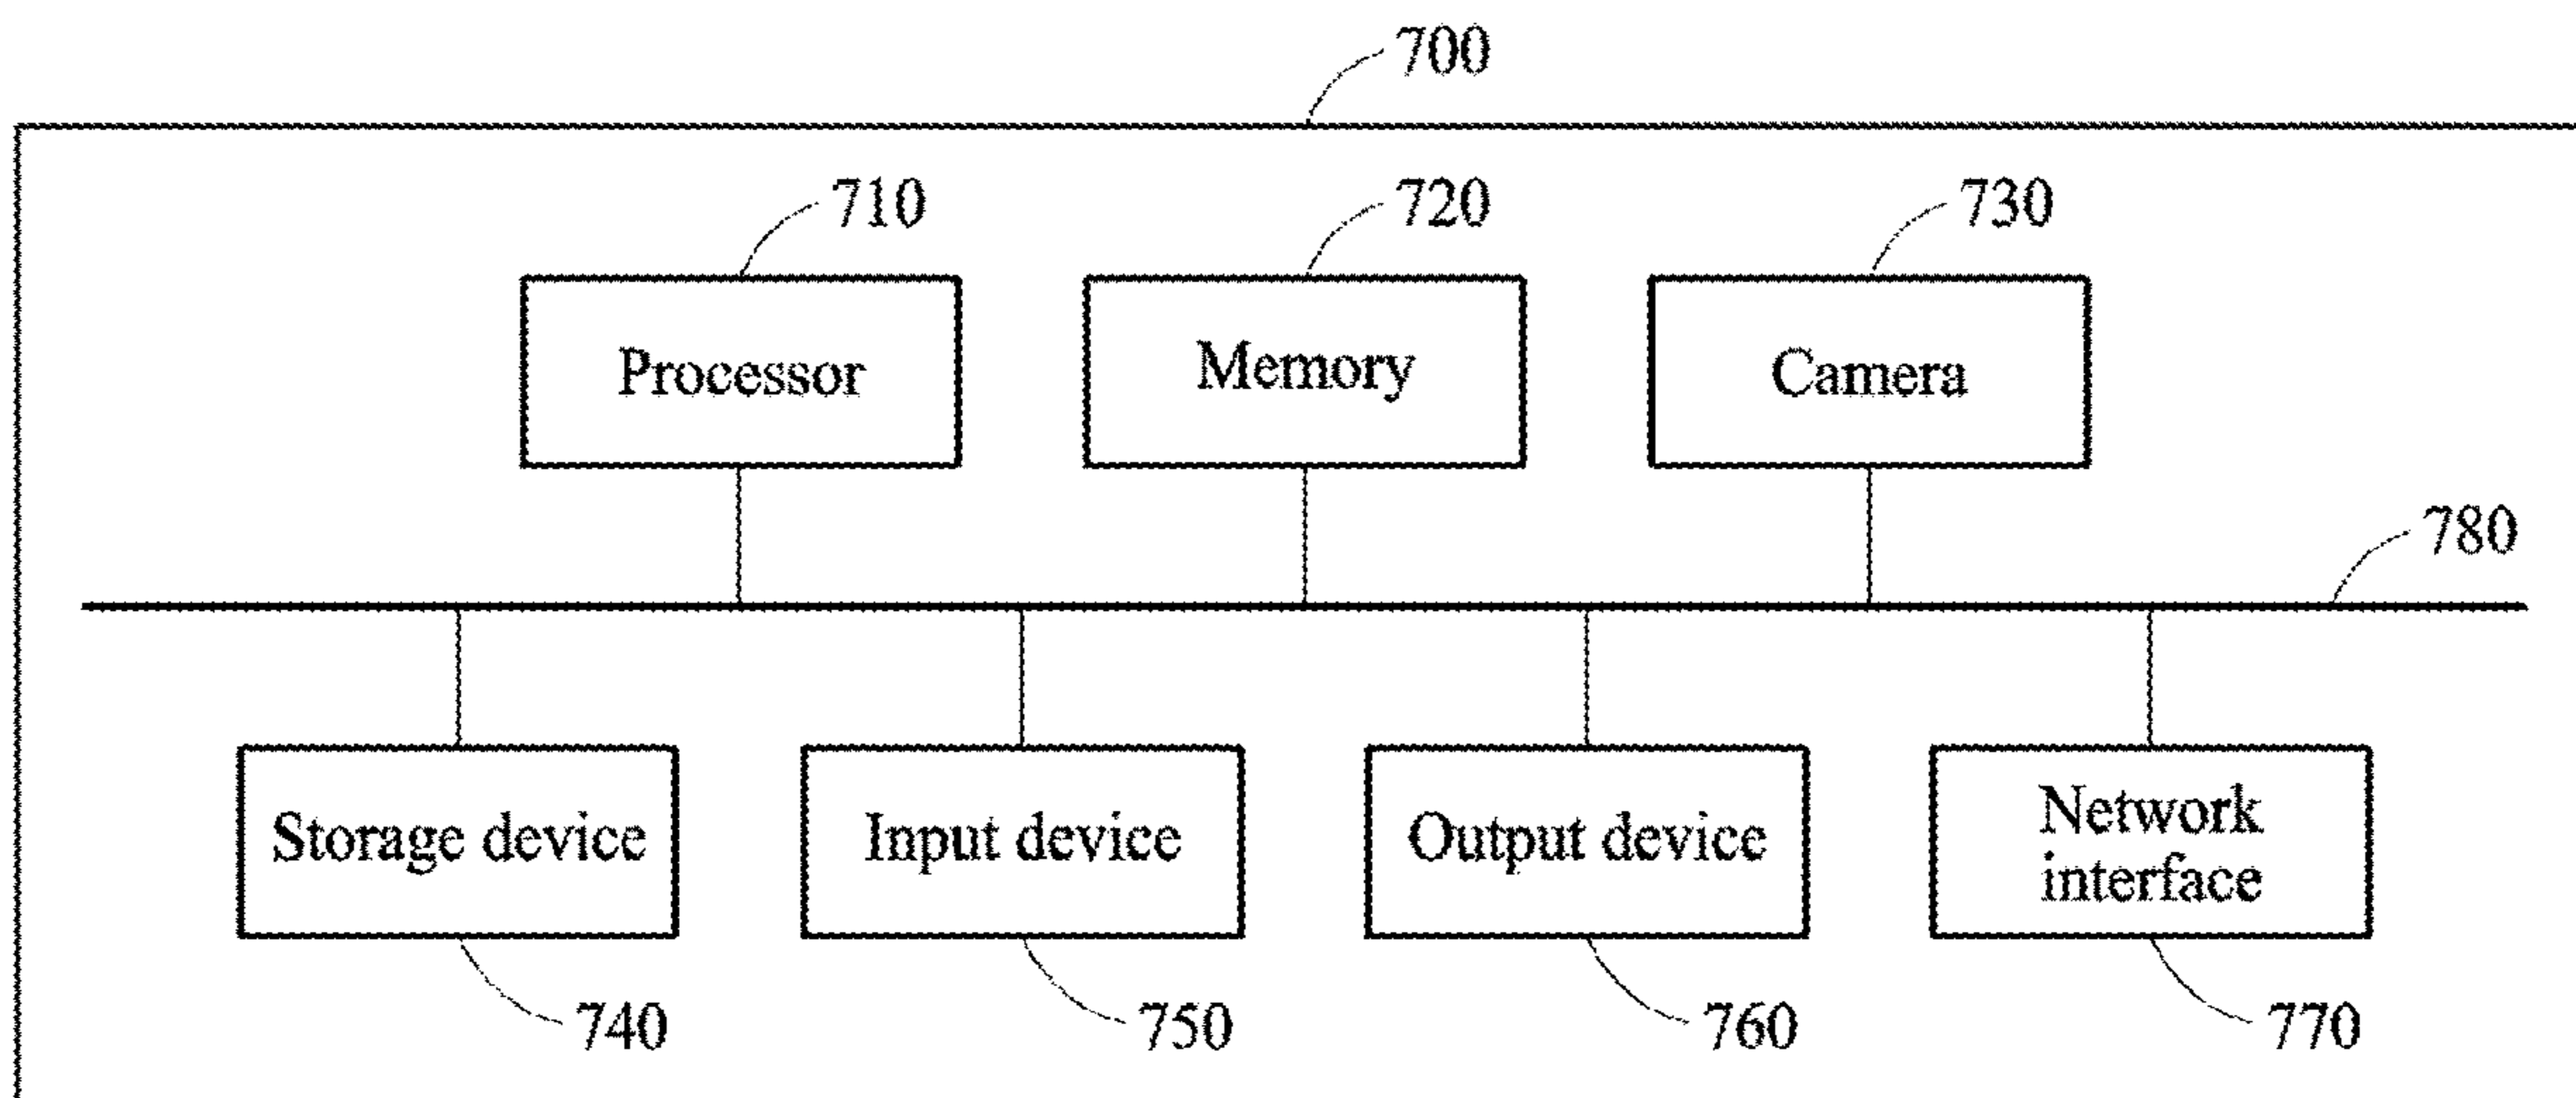 700
710
720
730
Processor
Memory
Camera
780
Storage device
Input device
Output device
Network
interface
740
750
760
770